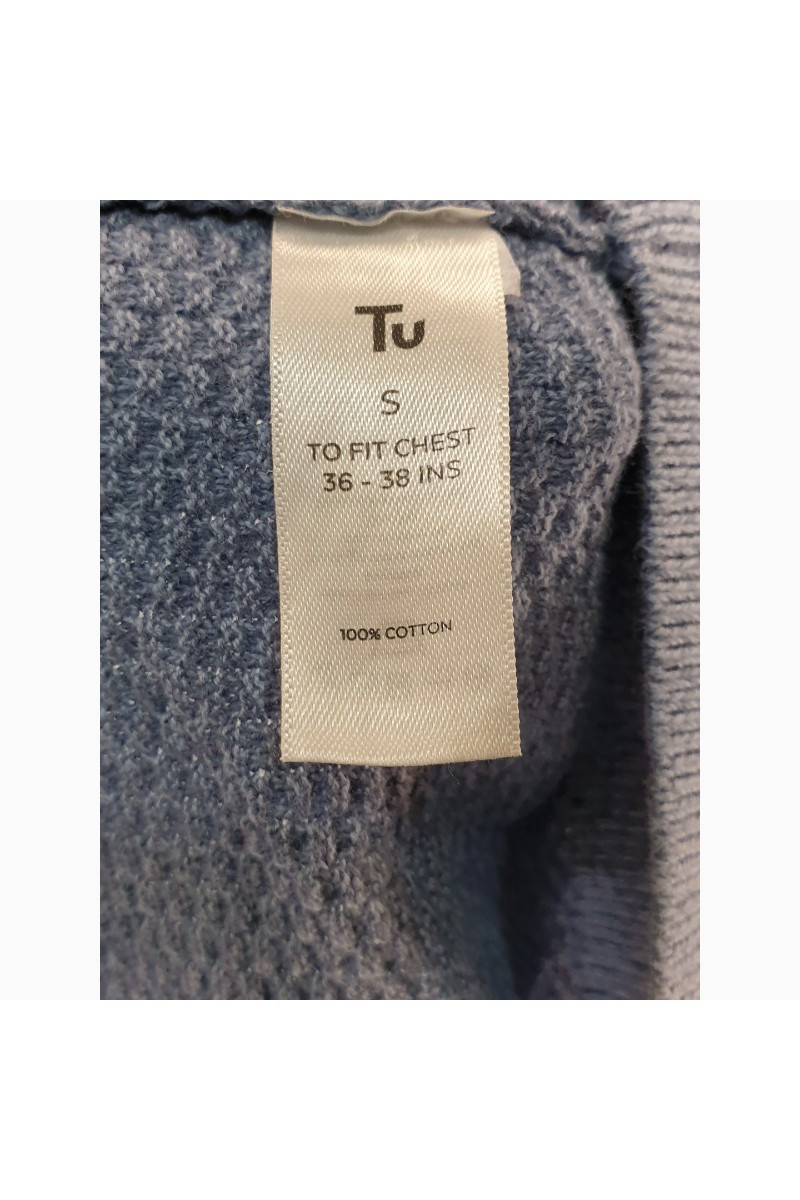 Tu
S
TO FIT CHEST
36 - 38 INS
100% COTTON